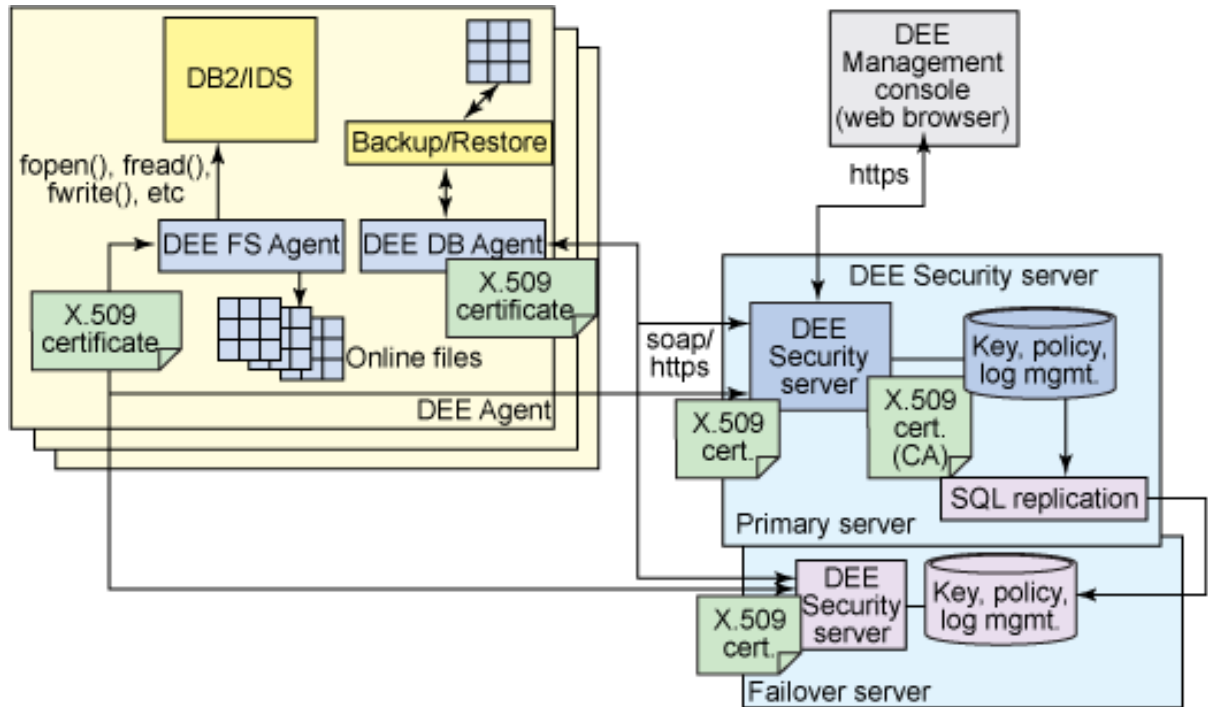 DB2/IDS
Backup/Restore
fopen(), fread(),
fwrite(), etc
DEE FS Agent
DEE DB Agent
X.509
certificate
X.509
certificate
Online files
DEE Agent
DEE
Management
console
(web browser)
https
soap/
https
DEE Security server
DEE
Security
server
Key, policy,
log mgmt.
X.509
cert.
X.509
cert.
(CA)
SQL replication
Primary server
DEE
Security
server
Key, policy,
log mgmt.
X.509
cert.
Failover server